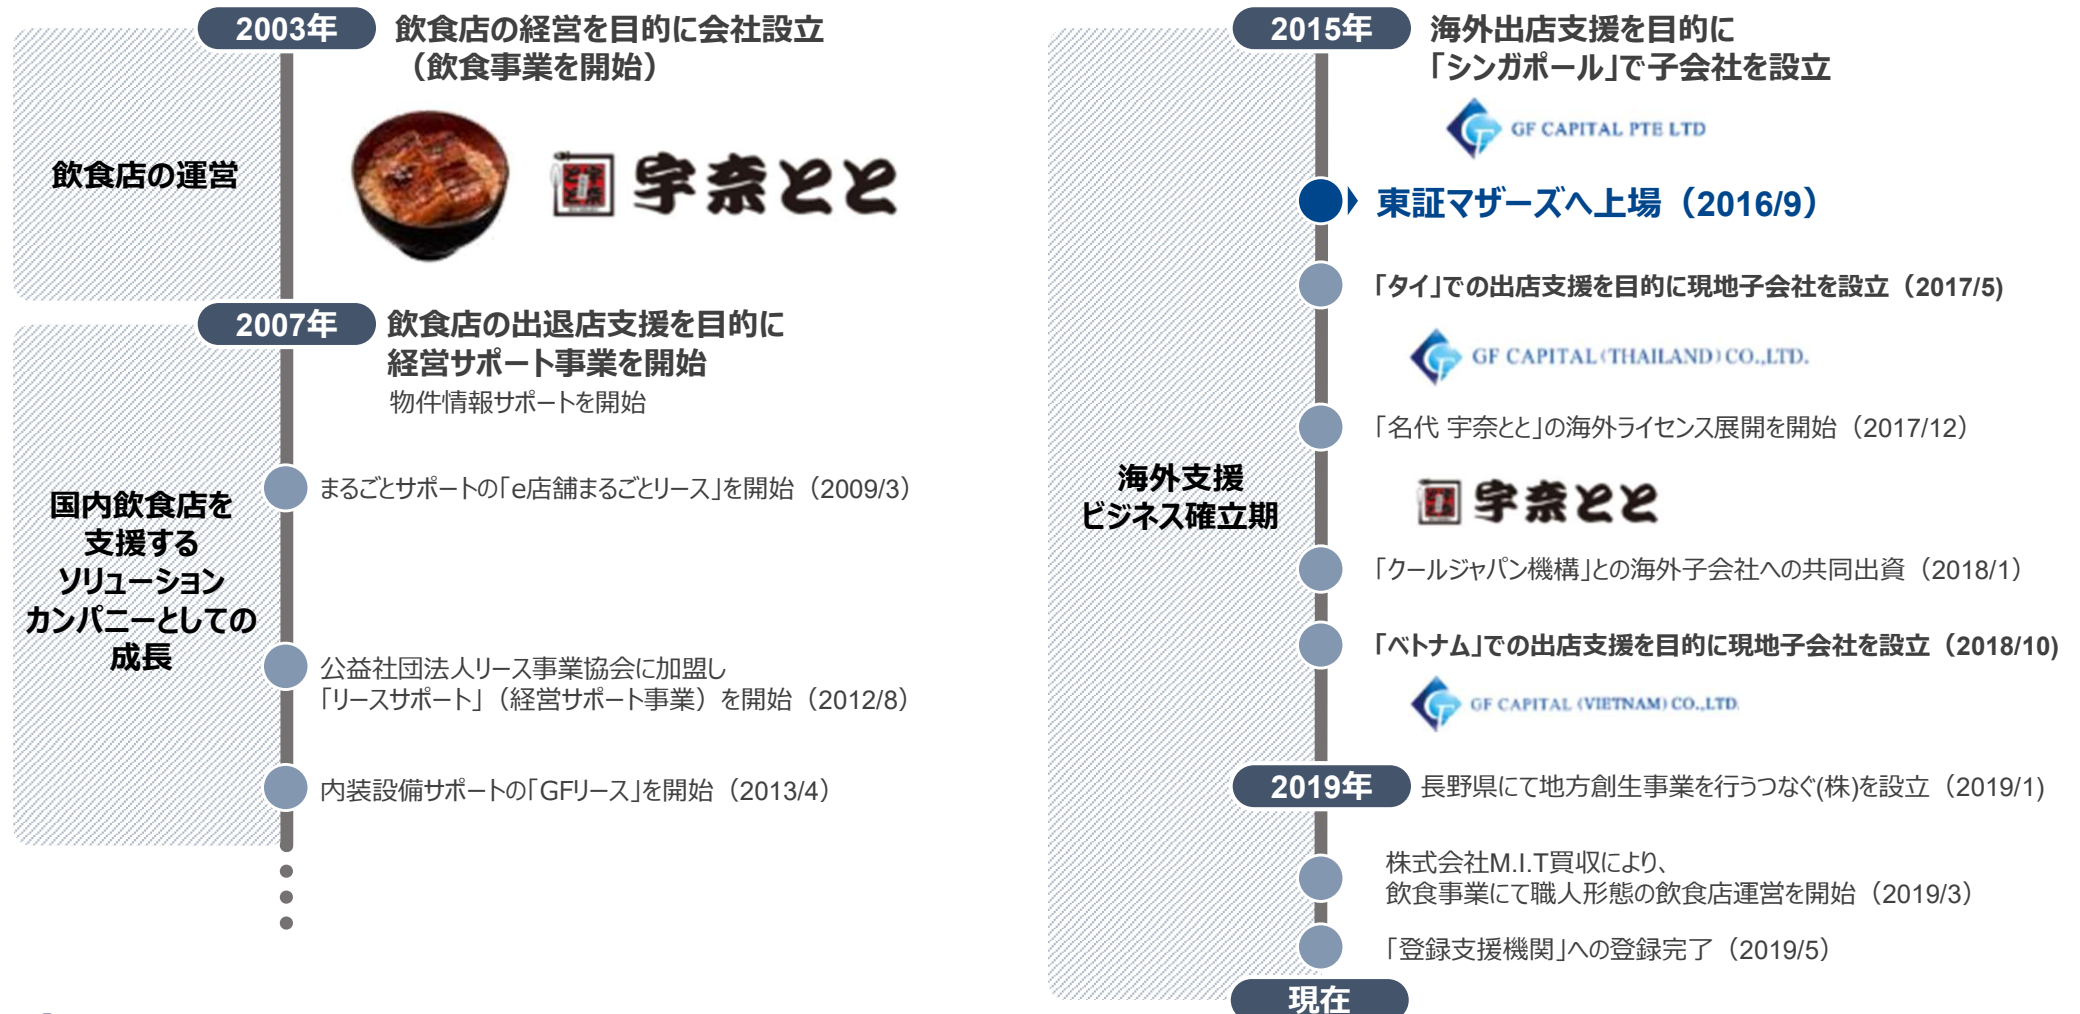 2003年
飲食店の経営を目的に会社設立
（飲食事業を開始）
飲食店の運営
宇奈とと
2007年
飲食店の出退店支援を目的に
経営サポート事業を開始
物件情報サポートを開始
まるごとサポートの「e店舗まるごとリース」を開始（2009/3）
国内飲食店を
支援する
ソリューション
カンパニーとしての
成長
公益社団法人リース事業協会に加盟し
「リースサポート」（経営サポート事業）を開始（2012/8）
内装設備サポートの「GFリース」を開始（2013/4）
2015年
海外出店支援を目的に
「シンガポール」で子会社を設立
GF CAPITAL PTE LTD
東証マザーズへ上場（2016/9）
「タイ」での出店支援を目的に現地子会社を設立（2017/5)
GF CAPITAL (THAILAND) CO.,LTD.
「名代 宇奈とと」の海外ライセンス展開を開始（2017/12）
海外支援
ビジネス確立期
宇奈とと
「クールジャパン機構」との海外子会社への共同出資（2018/1）
「ベトナム」での出店支援を目的に現地子会社を設立（2018/10)
GF CAPITAL (VIETNAM) CO.,LTD.
2019年
長野県にて地方創生事業を行うつなぐ(株)を設立（2019/1)
株式会社M.I.T買収により、
飲食事業にて職人形態の飲食店運営を開始（2019/3）
「登録支援機関」への登録完了（2019/5）
現在